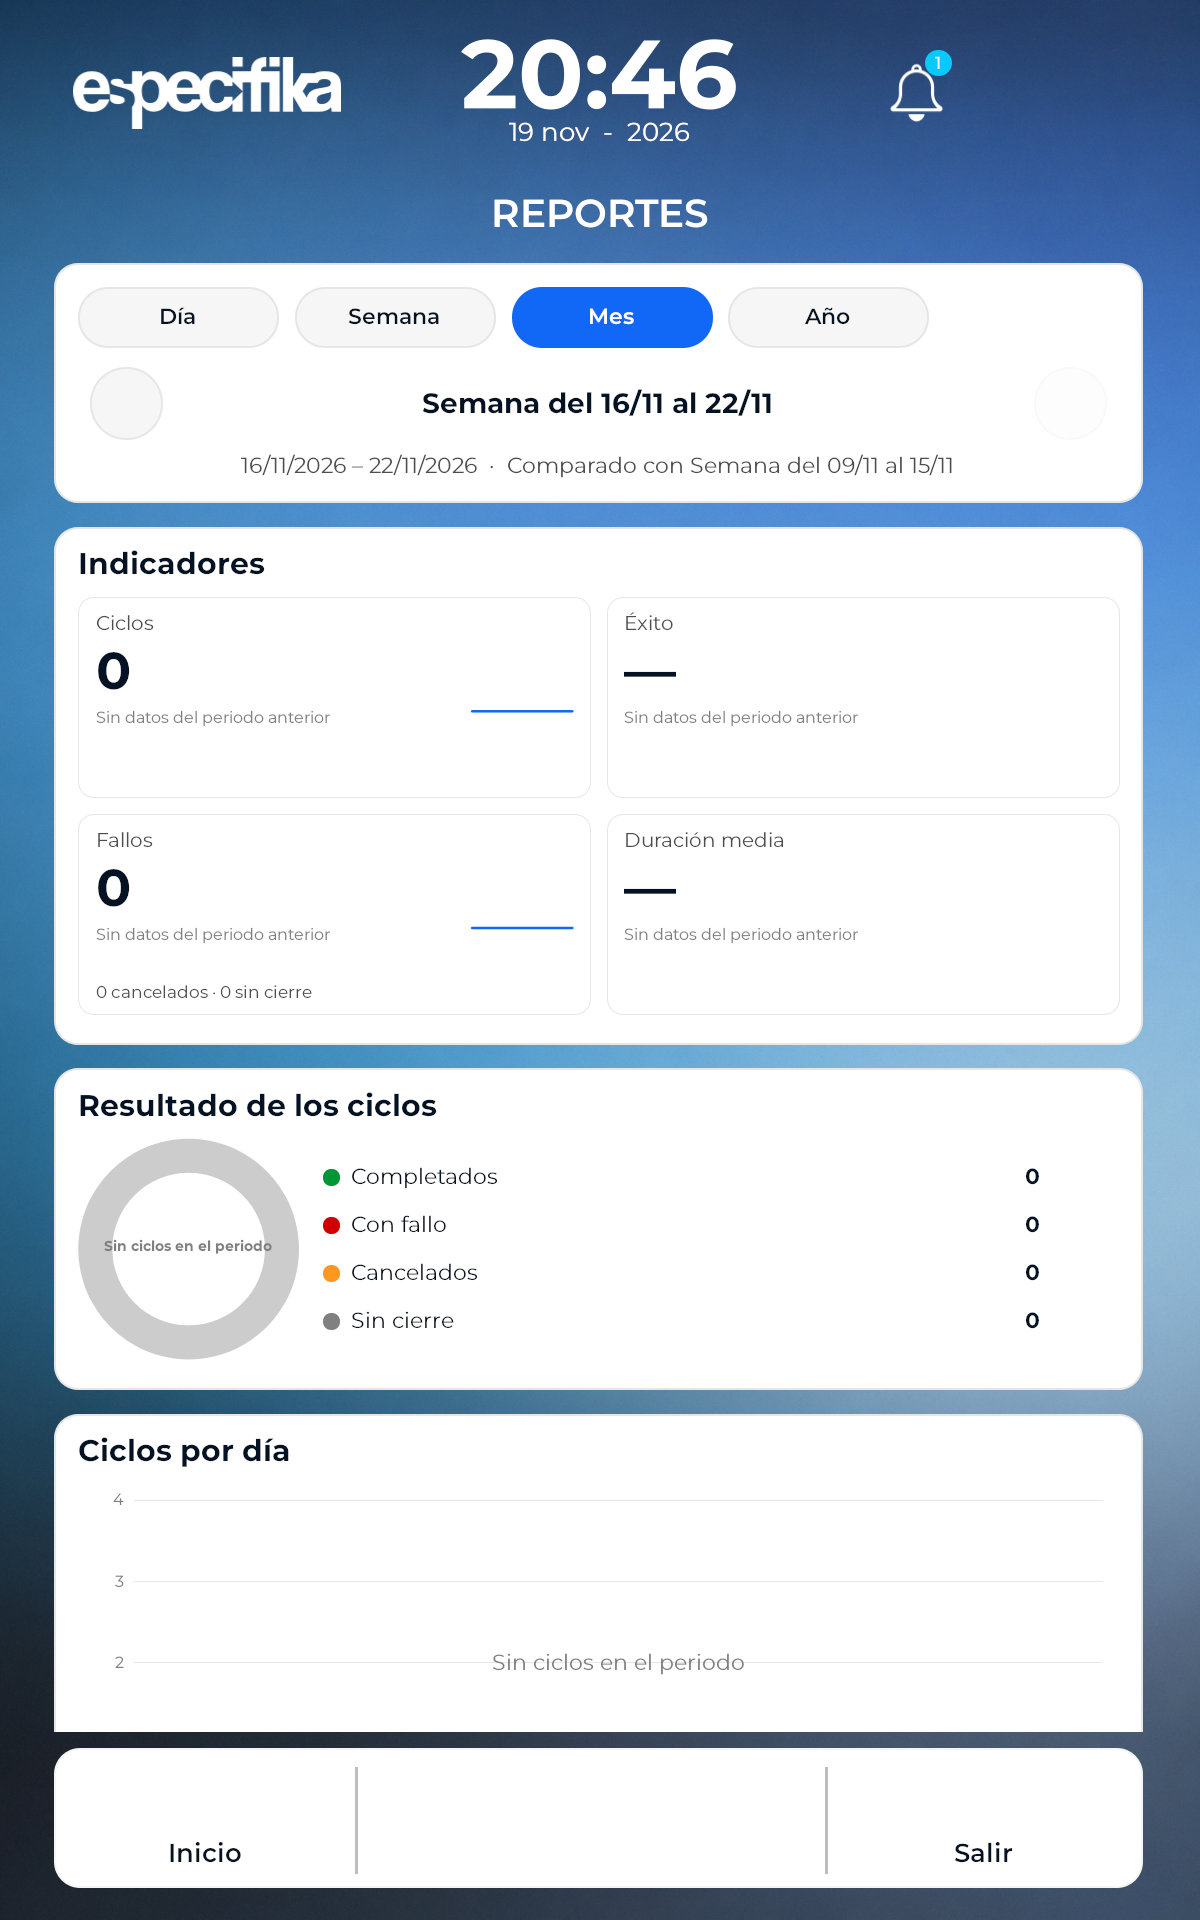 especifika
20:46
1
19 nov - 2026
REPORTES
Día
Semana
Mes
Año
Semana del 16/11 al 22/11
16/11/2026 – 22/11/2026 · Comparado con Semana del 09/11 al 15/11
Indicadores
Ciclos
0
Sin datos del periodo anterior
Éxito
—
Sin datos del periodo anterior
Fallos
0
Sin datos del periodo anterior
0 cancelados · 0 sin cierre
Duración media
—
Sin datos del periodo anterior
Resultado de los ciclos
Sin ciclos en el periodo
Completados 0
Con fallo 0
Cancelados 0
Sin cierre 0
Ciclos por día
4
3
2
Sin ciclos en el periodo
Inicio
Salir